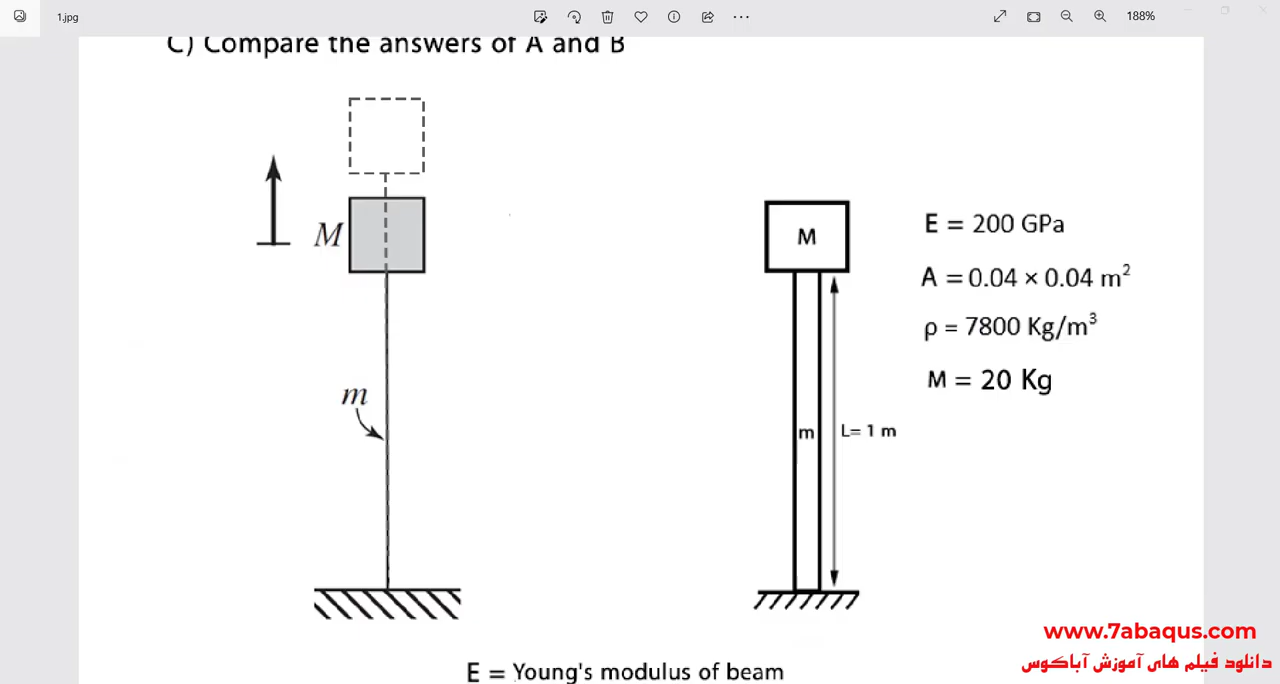 1.jpg
188%
C) Compare the answers of A and B
M
m
M
m
L= 1 m
E = 200 GPa
A = 0.04 × 0.04 m²
ρ = 7800 Kg/m³
M = 20 Kg
E = Young's modulus of beam
www.7abaqus.com
دانلود فیلم های آموزش آباکوس